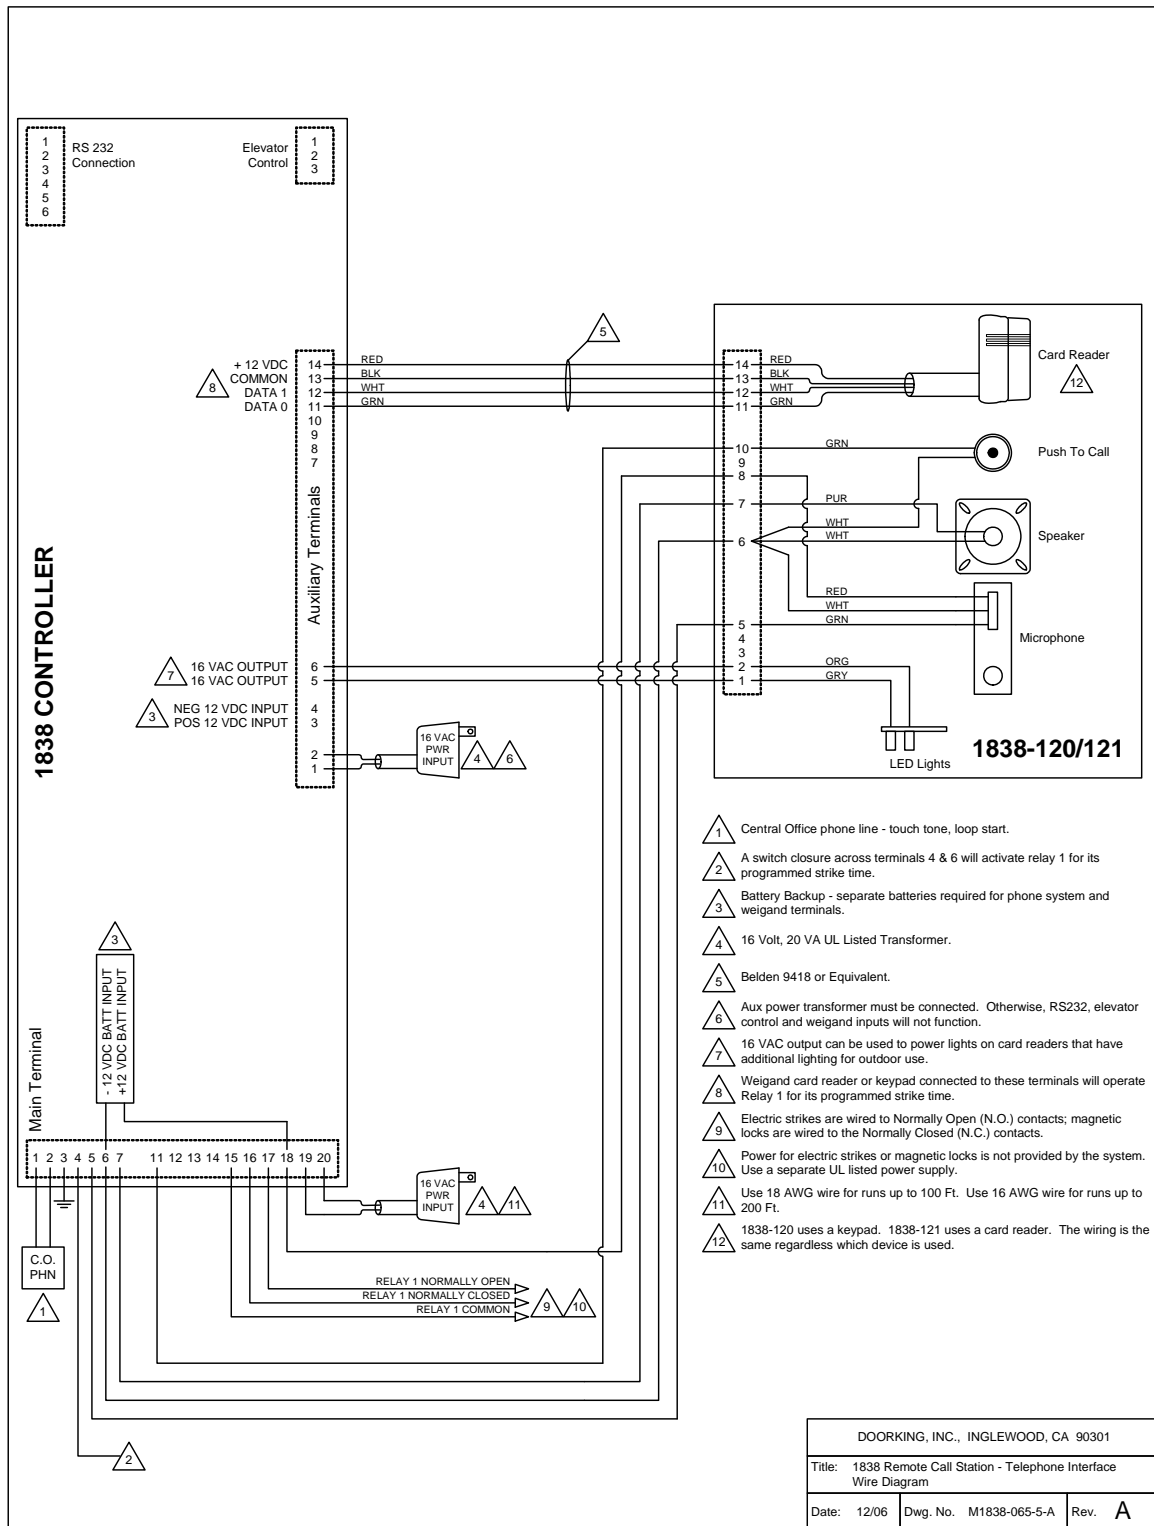 1
2
3
4
5
6
RS 232
Connection
Elevator
Control
1
2
3
1838 CONTROLLER
8
+ 12 VDC
COMMON
DATA 1
DATA 0
14
13
12
11
10
9
8
7
Auxiliary Terminals
7
16 VAC OUTPUT
16 VAC OUTPUT
6
5
3
NEG 12 VDC INPUT
POS 12 VDC INPUT
4
3
2
1
RED
BLK
WHT
GRN
5
16 VAC
PWR
INPUT
4
6
14
13
12
11
10
9
8
7
6
5
4
3
2
1
RED
BLK
WHT
GRN
Card Reader
12
GRN
Push To Call
PUR
WHT
WHT
Speaker
RED
WHT
GRN
Microphone
ORG
GRY
LED Lights
1838-120/121
1 Central Office phone line - touch tone, loop start.
2 A switch closure across terminals 4 & 6 will activate relay 1 for its
programmed strike time.
3 Battery Backup - separate batteries required for phone system and
weigand terminals.
4 16 Volt, 20 VA UL Listed Transformer.
5 Belden 9418 or Equivalent.
6 Aux power transformer must be connected. Otherwise, RS232, elevator
control and weigand inputs will not function.
7 16 VAC output can be used to power lights on card readers that have
additional lighting for outdoor use.
8 Weigand card reader or keypad connected to these terminals will operate
Relay 1 for its programmed strike time.
9 Electric strikes are wired to Normally Open (N.O.) contacts; magnetic
locks are wired to the Normally Closed (N.C.) contacts.
10 Power for electric strikes or magnetic locks is not provided by the system.
Use a separate UL listed power supply.
11 Use 18 AWG wire for runs up to 100 Ft. Use 16 AWG wire for runs up to
200 Ft.
12 1838-120 uses a keypad. 1838-121 uses a card reader. The wiring is the
same regardless which device is used.
3
- 12 VDC BATT INPUT
+12 VDC BATT INPUT
Main Terminal
1 2 3 4 5 6 7 11 12 13 14 15 16 17 18 19 20
16 VAC
PWR
INPUT
4
11
C.O.
PHN
1
RELAY 1 NORMALLY OPEN
RELAY 1 NORMALLY CLOSED
RELAY 1 COMMON
9
10
2
DOORKING, INC., INGLEWOOD, CA 90301
Title: 1838 Remote Call Station - Telephone Interface
Wire Diagram
Date: 12/06 Dwg. No. M1838-065-5-A Rev. A